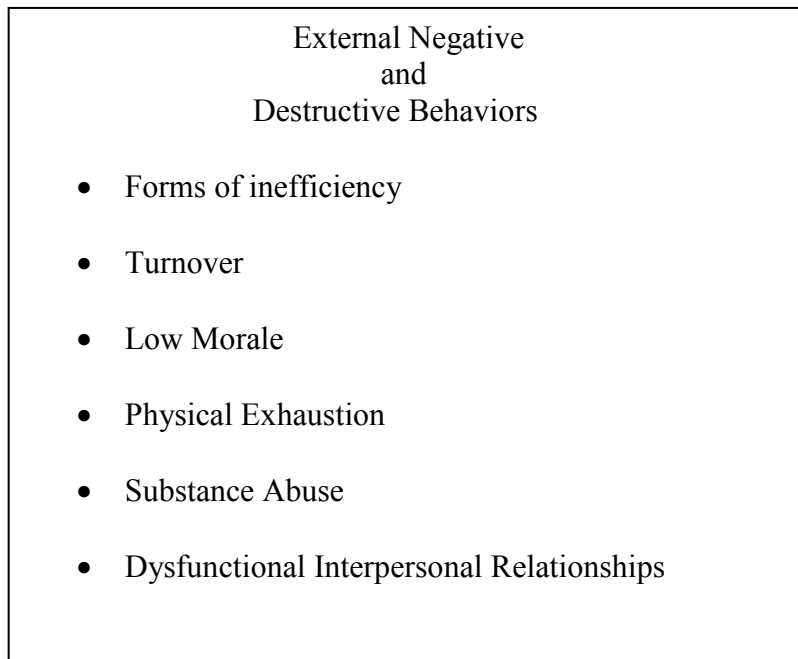 External Negative
and
Destructive Behaviors
• Forms of inefficiency
• Turnover
• Low Morale
• Physical Exhaustion
• Substance Abuse
• Dysfunctional Interpersonal Relationships